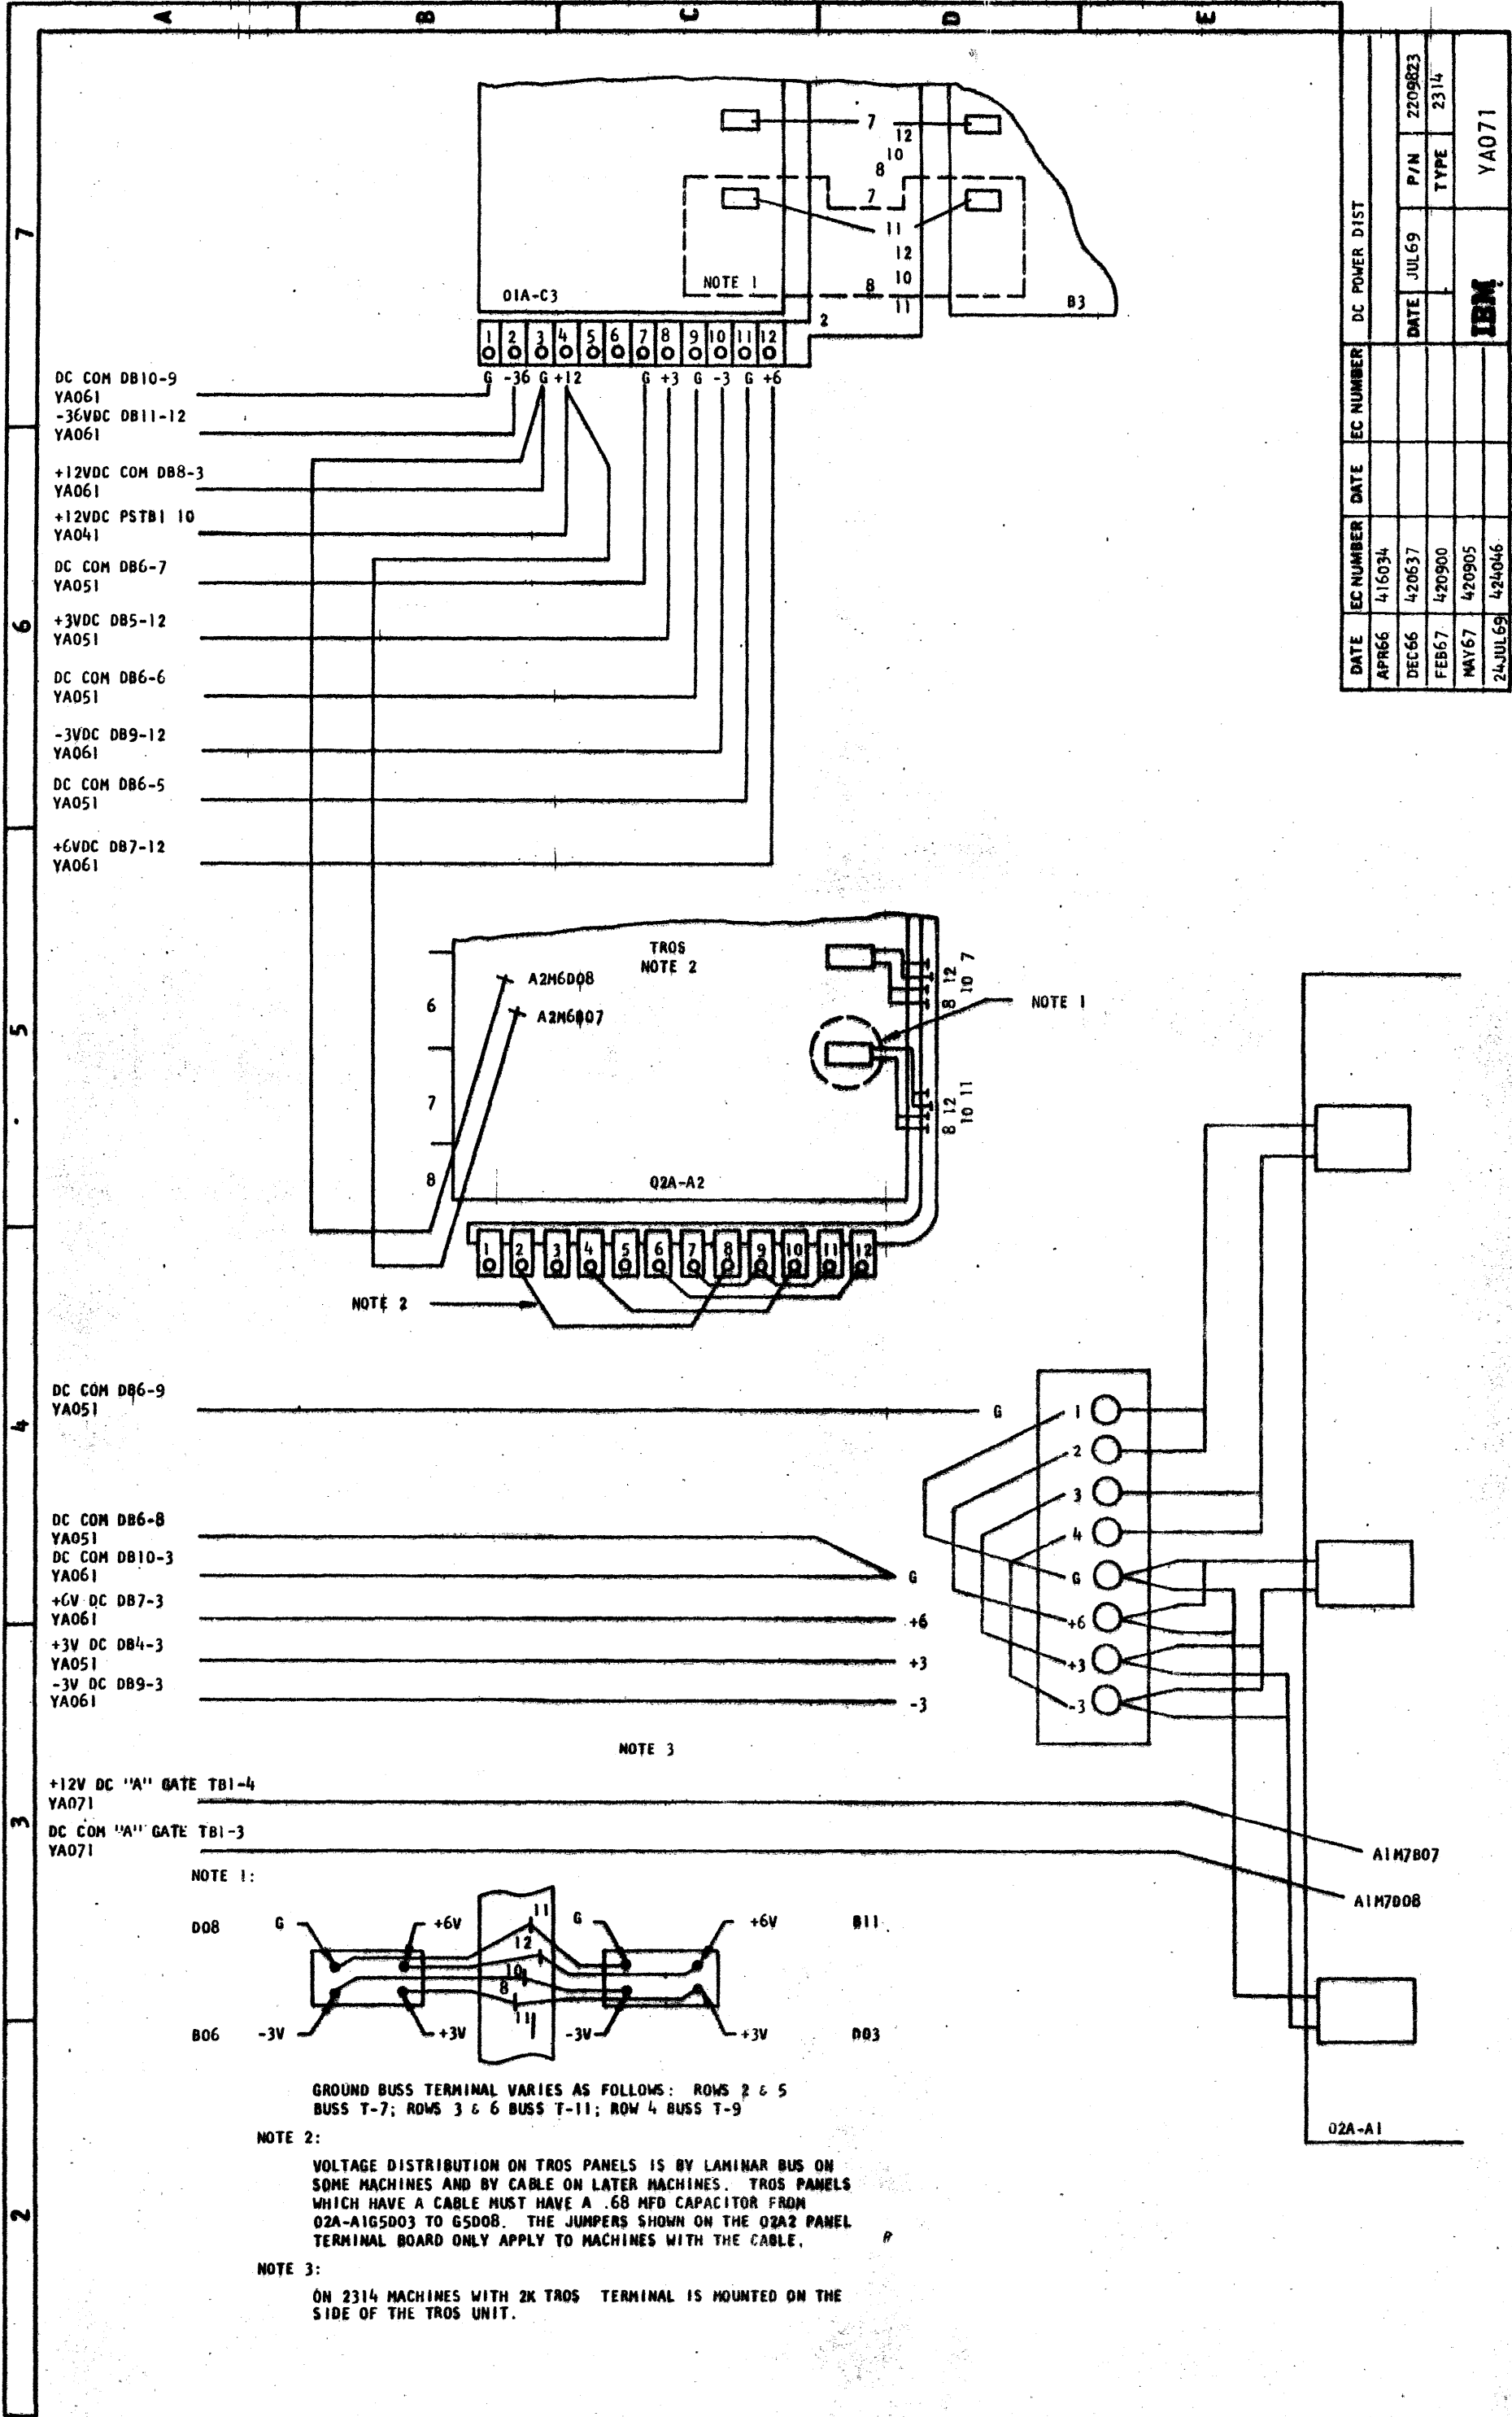 A B C D E
7
7
12
10
8
7
11
12
10
NOTE 1
8
11
01A-C3
B3
2
1 2 3 4 5 6 7 8 9 10 11 12
G -36 G +12 G +3 G -3 G +6
DC COM DB10-9
YA061
-36VDC DB11-12
YA061
+12VDC COM DB8-3
YA061
+12VDC PSTB1 10
YA041
DC COM DB6-7
YA051
6
+3VDC DB5-12
YA051
DC COM DB6-6
YA051
-3VDC DB9-12
YA061
DC COM DB6-5
YA051
+6VDC DB7-12
YA061
DC POWER DIST
DATE EC NUMBER DATE EC NUMBER
DATE JUL69 P/N 2209823
TYPE 2314
IBM YA071
APR66 416034
DEC66 420637
FEB67 420900
MAY67 420905
24JUL69 424046
TROS
NOTE 2
A2M6D08
A2M6B07
6
7
8
8 12
10 7
NOTE 1
5
8 12
10 11
02A-A2
1 2 3 4 5 6 7 8 9 10 11 12
NOTE 2
4
DC COM DB6-9
YA051
G
1
2
3
4
G
+6
+3
-3
DC COM DB6-8
YA051
DC COM DB10-3
YA061
G
+6V DC DB7-3
YA061
+6
+3V DC DB4-3
YA051
+3
-3V DC DB9-3
YA061
-3
NOTE 3
3
+12V DC "A" GATE TB1-4
YA071
DC COM "A" GATE TB1-3
YA071
A1M7B07
A1M7D08
NOTE 1:
D08 G +6V 11 G +6V B11
12
10
8
B06 -3V +3V 11 -3V +3V D03
GROUND BUSS TERMINAL VARIES AS FOLLOWS: ROWS 2 & 5
BUSS T-7; ROWS 3 & 6 BUSS T-11; ROW 4 BUSS T-9
02A-A1
2
NOTE 2:
VOLTAGE DISTRIBUTION ON TROS PANELS IS BY LAMINAR BUS ON
SOME MACHINES AND BY CABLE ON LATER MACHINES. TROS PANELS
WHICH HAVE A CABLE MUST HAVE A .68 MFD CAPACITOR FROM
02A-A1G5D03 TO G5D08. THE JUMPERS SHOWN ON THE 02A2 PANEL
TERMINAL BOARD ONLY APPLY TO MACHINES WITH THE CABLE.
NOTE 3:
ON 2314 MACHINES WITH 2K TROS TERMINAL IS MOUNTED ON THE
SIDE OF THE TROS UNIT.